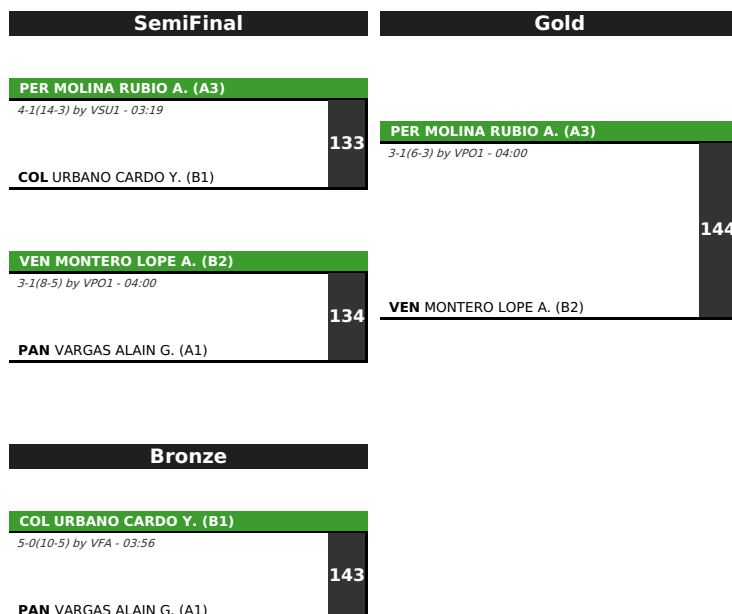 SemiFinal
PER MOLINA RUBIO A. (A3)
4-1(14-3) by VSU1 - 03:19
133
COL URBANO CARDO Y. (B1)
VEN MONTERO LOPE A. (B2)
3-1(8-5) by VPO1 - 04:00
134
PAN VARGAS ALAIN G. (A1)
Gold
PER MOLINA RUBIO A. (A3)
3-1(6-3) by VPO1 - 04:00
144
VEN MONTERO LOPE A. (B2)
Bronze
COL URBANO CARDO Y. (B1)
5-0(10-5) by VFA - 03:56
143
PAN VARGAS ALAIN G. (A1)